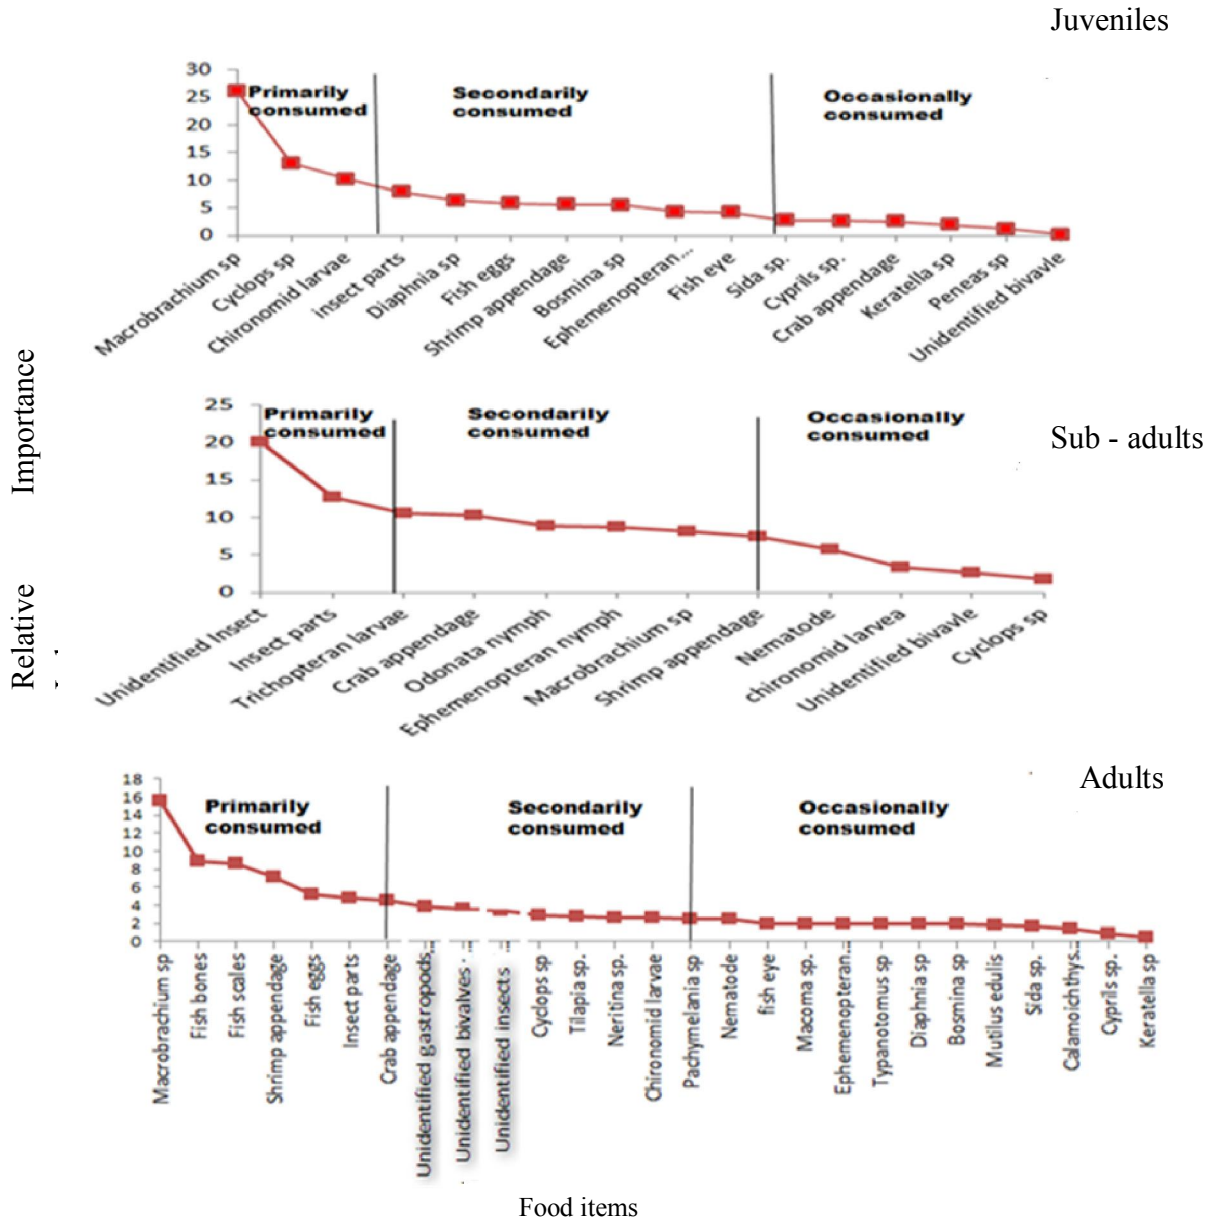 Juveniles
30
25
20
15
10
5
0
Primarily
consumed
Secondarily
consumed
Occasionally
consumed
Macrobrachium sp
Cyclops sp
Chironomid larvae
insect parts
Diaphnia sp
Fish eggs
Shrimp appendage
Bosmina sp
Ephemenopteran...
Fish eye
Sida sp.
Cyprils sp.
Crab appendage
Keratella sp
Peneas sp
Unidentified bivavle
Relative Importance
Sub - adults
25
20
15
10
5
0
Primarily
consumed
Secondarily
consumed
Occasionally
consumed
Unidentified Insect
Insect parts
Trichopteran larvae
Crab appendage
Odonata nymph
Ephemenopteran nymph
Macrobrachium sp
Shrimp appendage
Nematode
chironomid larvea
Unidentified bivavle
Cyclops sp
Adults
18
16
14
12
10
8
6
4
2
0
Primarily
consumed
Secondarily
consumed
Occasionally
consumed
Macrobrachium sp
Fish bones
Fish scales
Shrimp appendage
Fish eggs
Insect parts
Crab appendage
Unidentified gastropods...
Unidentified bivalves ...
Unidentified insects ...
Cyclops sp
Tilapia sp.
Neritina sp.
Chironomid larvae
Pachymelania sp
Nematode
fish eye
Macoma sp.
Ephemenopteran...
Typanotomus sp
Diaphnia sp
Bosmina sp
Mutilus edulis
Sida sp.
Calamoichthys...
Cyprils sp.
Keratella sp
Food items